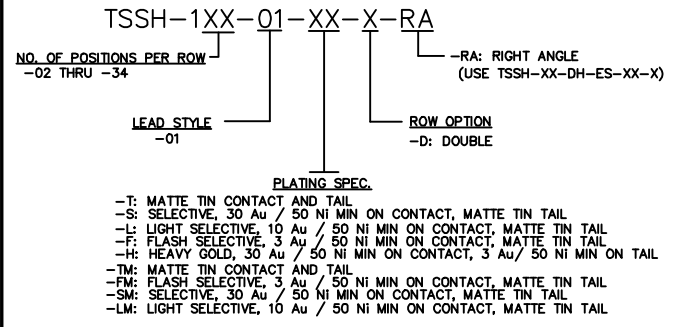 TSSH-1XX-01-XX-X-RA
NO. OF POSITIONS PER ROW
-02 THRU -34
-RA: RIGHT ANGLE
(USE TSSH-XX-DH-ES-XX-X)
LEAD STYLE
-01
ROW OPTION
-D: DOUBLE
PLATING SPEC.
-T: MATTE TIN CONTACT AND TAIL
-S: SELECTIVE, 30 Au / 50 Ni MIN ON CONTACT, MATTE TIN TAIL
-L: LIGHT SELECTIVE, 10 Au / 50 Ni MIN ON CONTACT, MATTE TIN TAIL
-F: FLASH SELECTIVE, 3 Au / 50 Ni MIN ON CONTACT, MATTE TIN TAIL
-H: HEAVY GOLD, 30 Au / 50 Ni MIN ON CONTACT, 3 Au/ 50 Ni MIN ON TAIL
-TM: MATTE TIN CONTACT AND TAIL
-FM: FLASH SELECTIVE, 3 Au / 50 Ni MIN ON CONTACT, MATTE TIN TAIL
-SM: SELECTIVE, 30 Au / 50 Ni MIN ON CONTACT, MATTE TIN TAIL
-LM: LIGHT SELECTIVE, 10 Au / 50 Ni MIN ON CONTACT, MATTE TIN TAIL